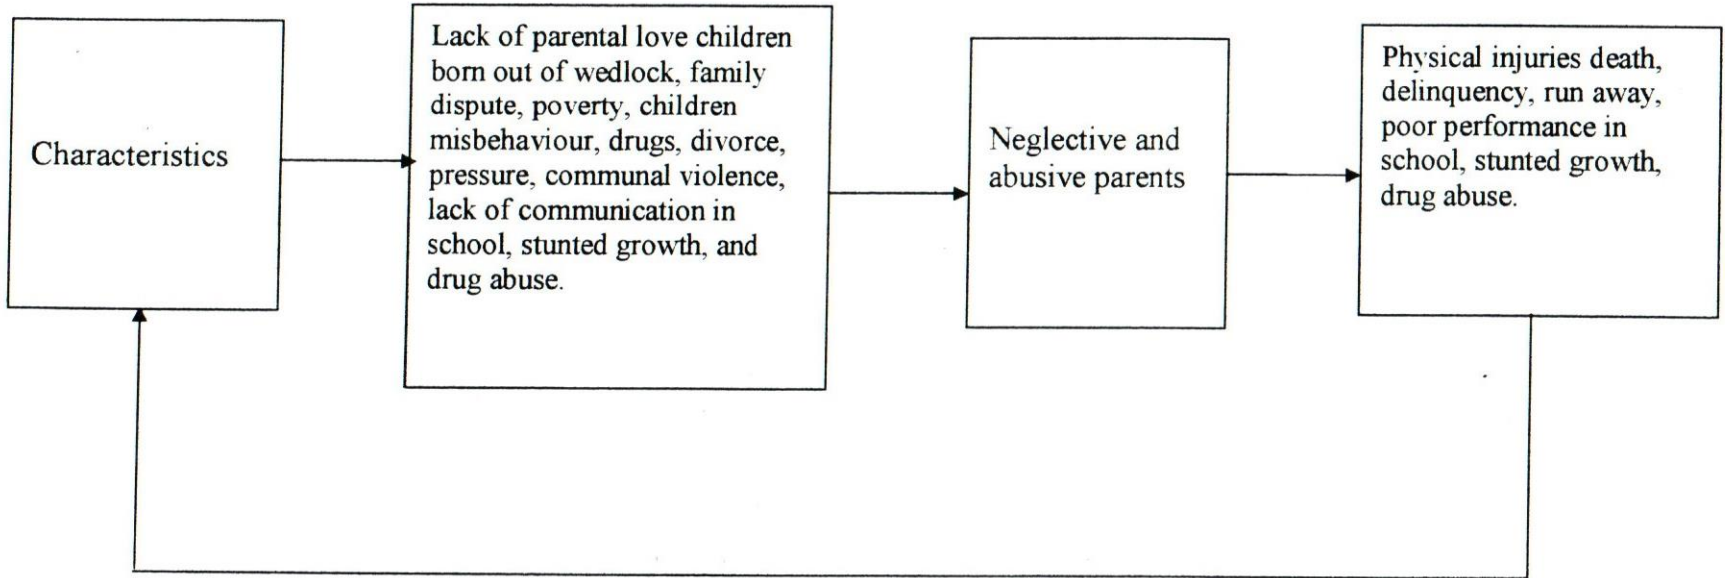 Characteristics
Lack of parental love children
born out of wedlock, family
dispute, poverty, children
misbehaviour, drugs, divorce,
pressure, communal violence,
lack of communication in
school, stunted growth, and
drug abuse.
Neglective and
abusive parents
Physical injuries death,
delinquency, run away,
poor performance in
school, stunted growth,
drug abuse.